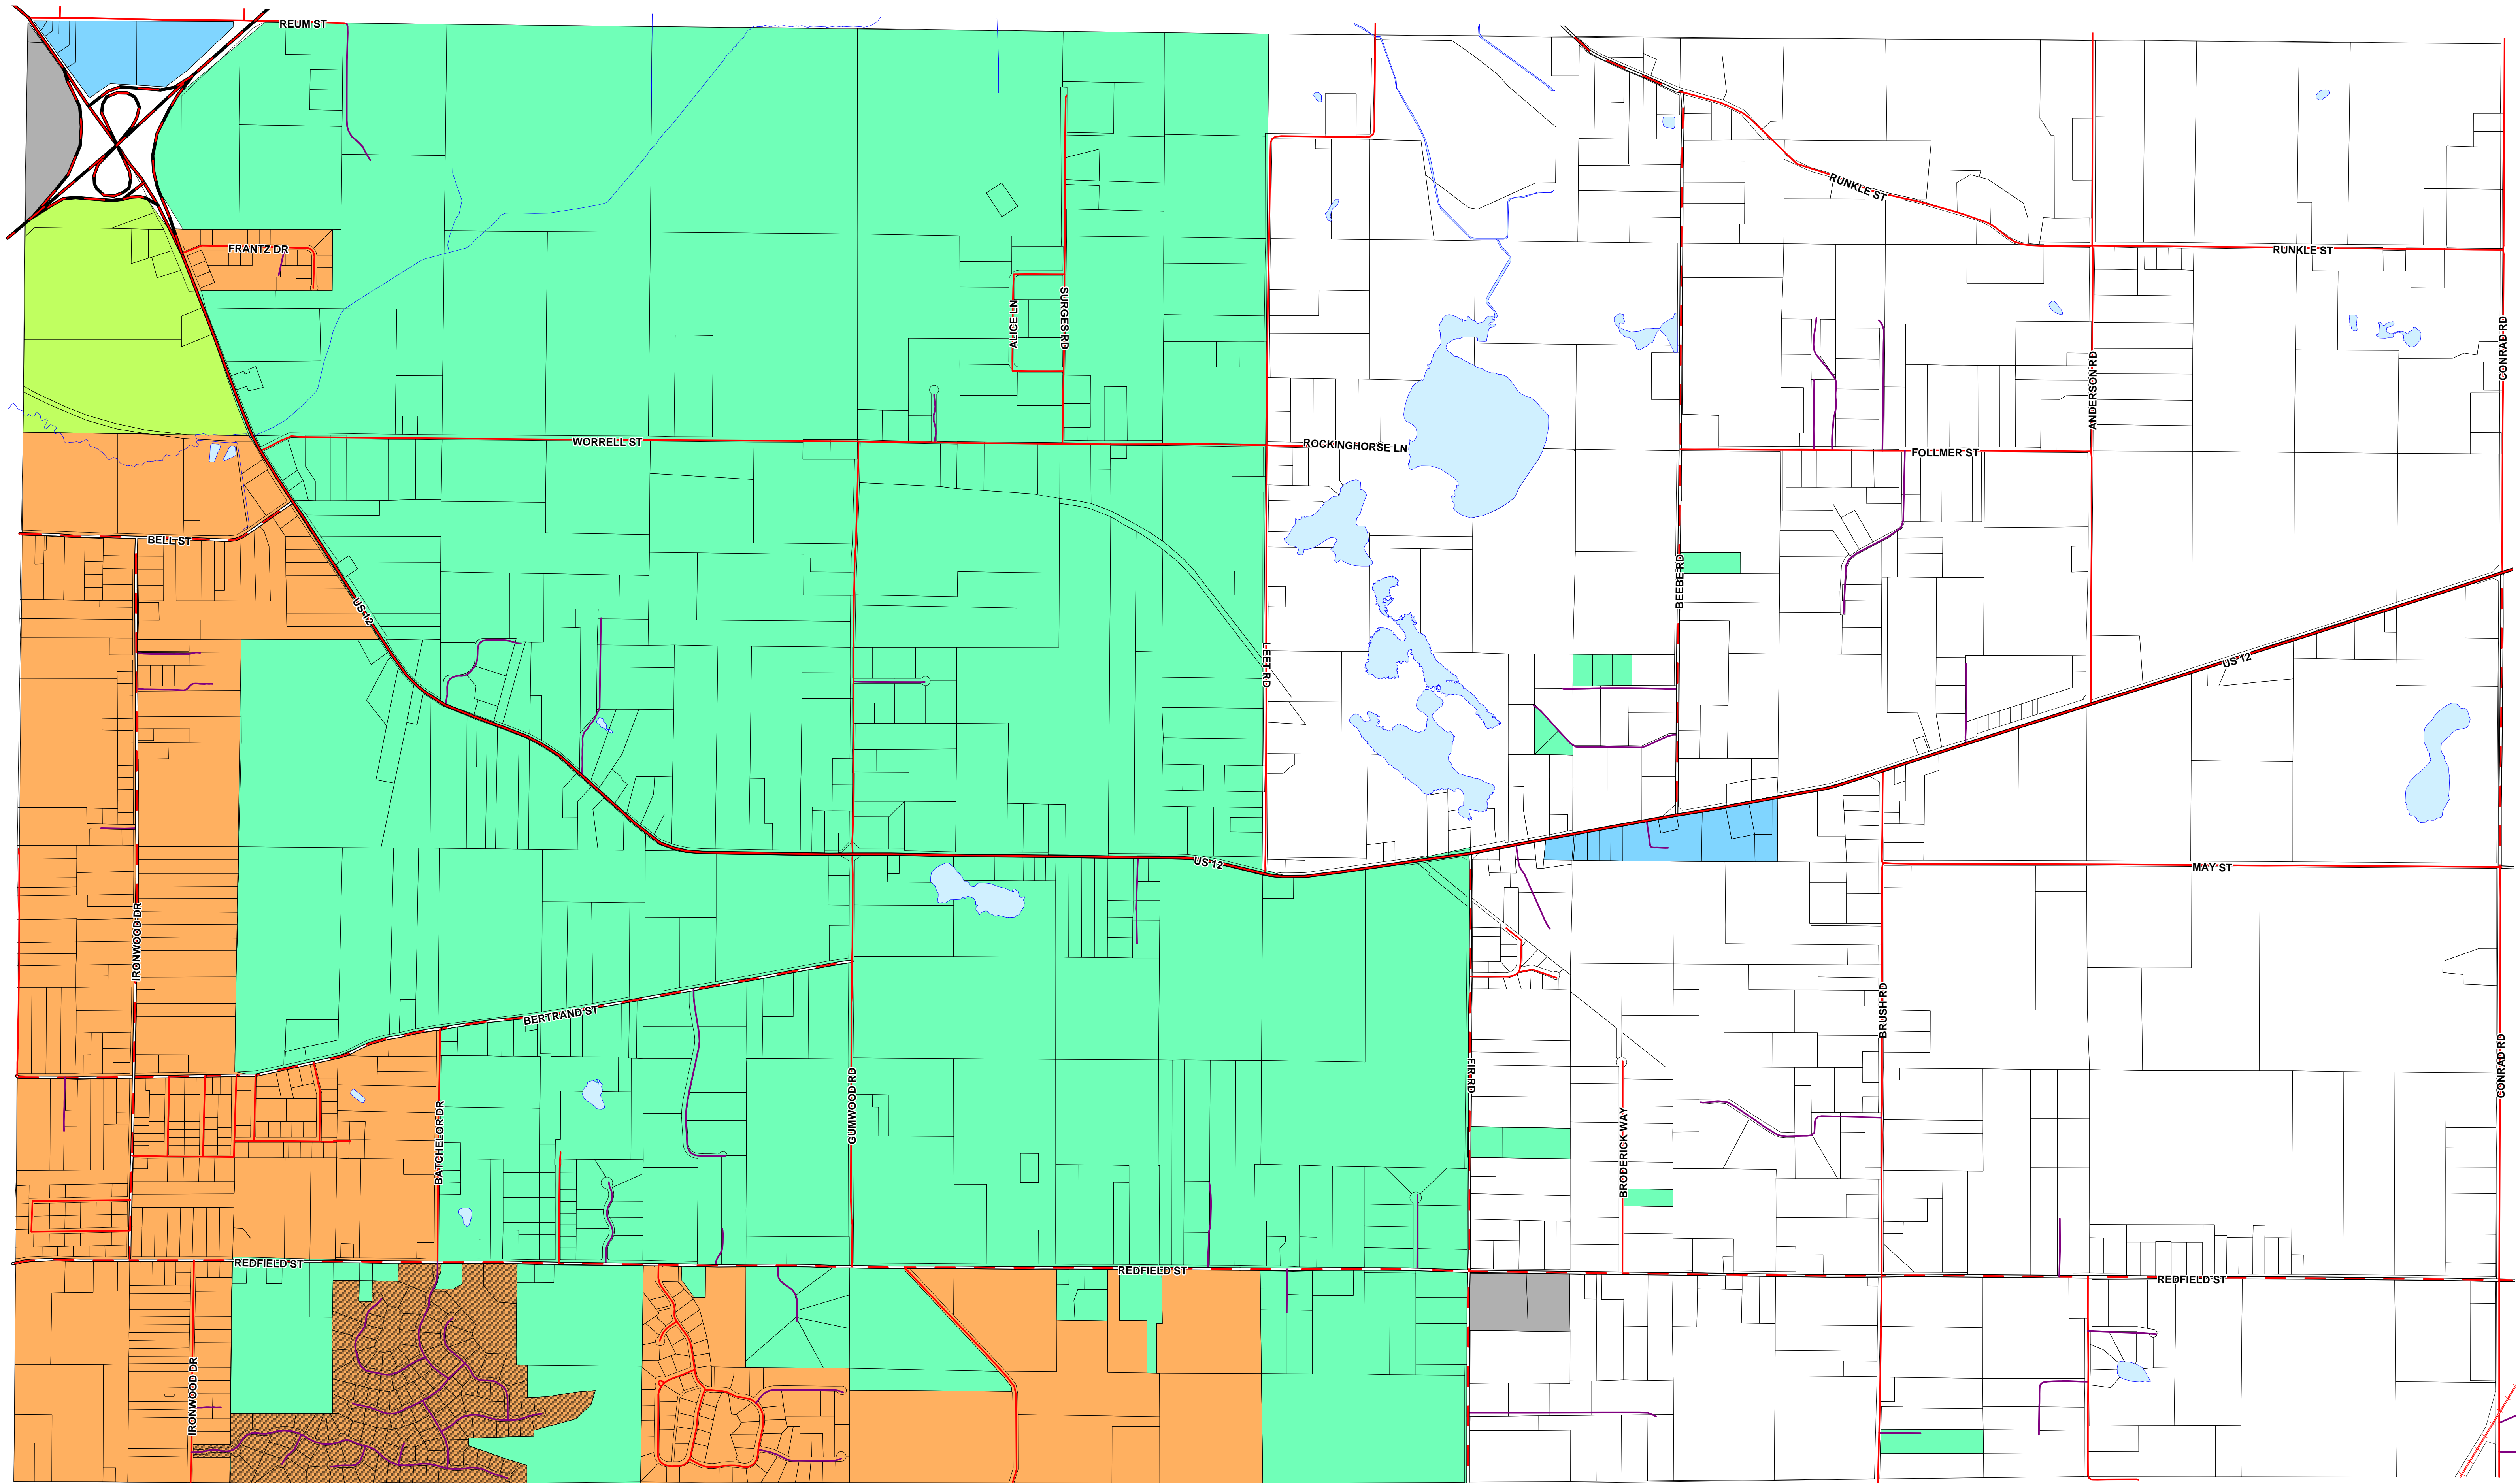 REUM ST
RUNKLE ST
FRANTZ DR
RUNKLE ST
ALICE LN
SURGES RD
CONRAD RD
ANDERSON RD
WORRELL ST
ROCKINGHORSE LN
FOLLMER ST
BELL ST
BEEBE RD
US 12
LEET RD
US 12
US 12
MAY ST
IRONWOOD DR
BRUSH RD
BERTRAND ST
FIR RD
CONRAD RD
GUMWOOD RD
BATCHELOR DR
BRODERICK WAY
REDFIELD ST
REDFIELD ST
REDFIELD ST
IRONWOOD DR